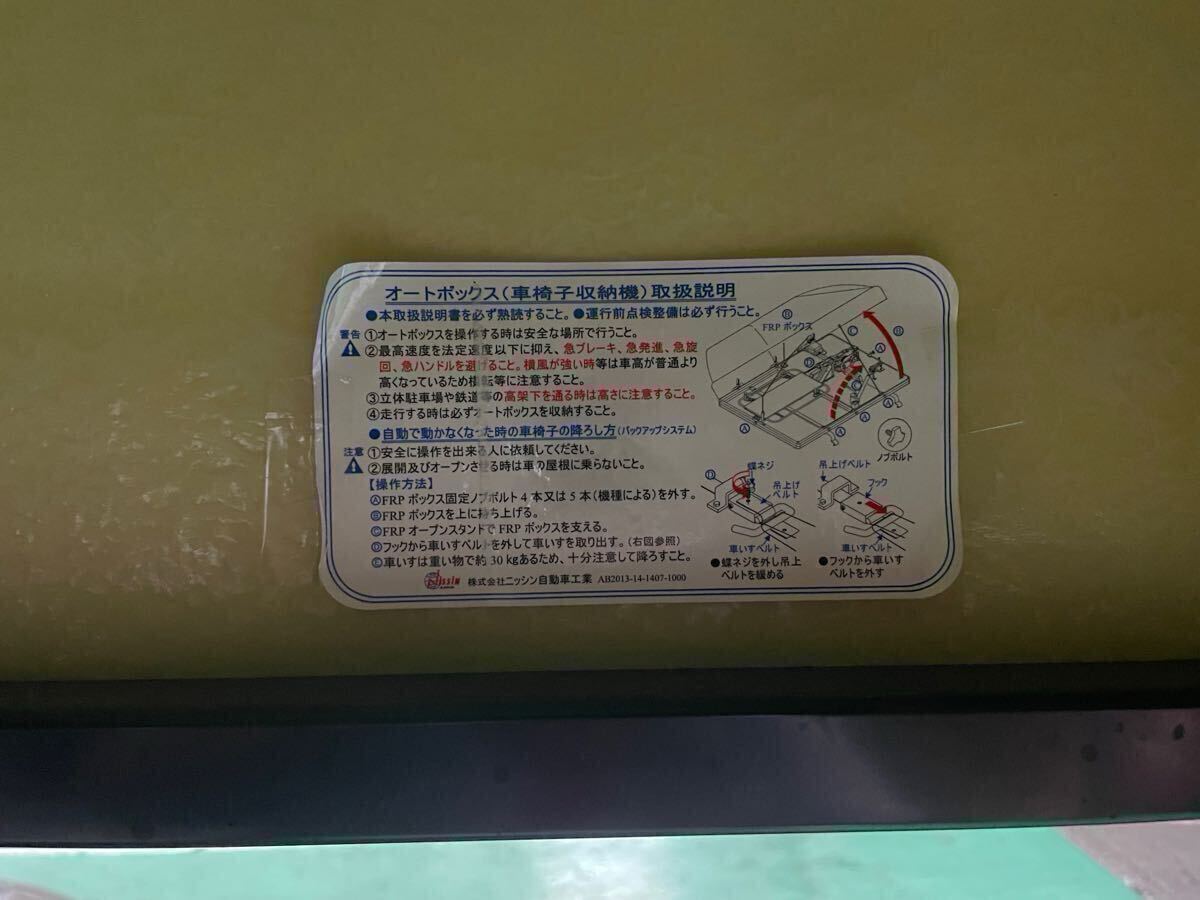 オートボックス(車椅子収納機)取扱説明
●本取扱説明書を必ず熟読すること。●運行前点検整備は必ず行うこと。
警告 ①オートボックスを操作する時は安全な場所で行うこと。
②最高速度を法定速度以下に抑え、急ブレーキ、急発進、急旋
回、急ハンドルを避けること。横風が強い時等は車高が普通より
高くなっているため横転等に注意すること。
③立体駐車場や鉄道等の高架下を通る時は高さに注意すること。
④走行する時は必ずオートボックスを収納すること。
●自動で動かなくなった時の車椅子の降ろし方(バックアップシステム)
注意 ①安全に操作を出来る人に依頼してください。
②展開及びオープンさせる時は車の屋根に乗らないこと。
【操作方法】
ⒶFRPボックス固定ノブボルト4本又は5本(機種による)を外す。
ⒷFRPボックスを上に持ち上げる。
ⒸFRPオープンスタンドでFRPボックスを支える。
Ⓓフックから車いすベルトを外して車いすを取り出す。(右図参照)
Ⓔ車いすは重い物で約30kgあるため、十分注意して降ろすこと。
Nissin 株式会社ニッシン自動車工業 AB2013-14-1407-1000
Ⓑ
FRPボックス
Ⓒ
Ⓑ
Ⓐ
Ⓓ
Ⓐ
Ⓐ
Ⓐ
Ⓐ
ノブボルト
Ⓓ
蝶ネジ
吊上げ
ベルト
車いすベルト
●蝶ネジを外し吊上
ベルトを緩める
吊上げベルト
フック
車いすベルト
●フックから車いす
ベルトを外す